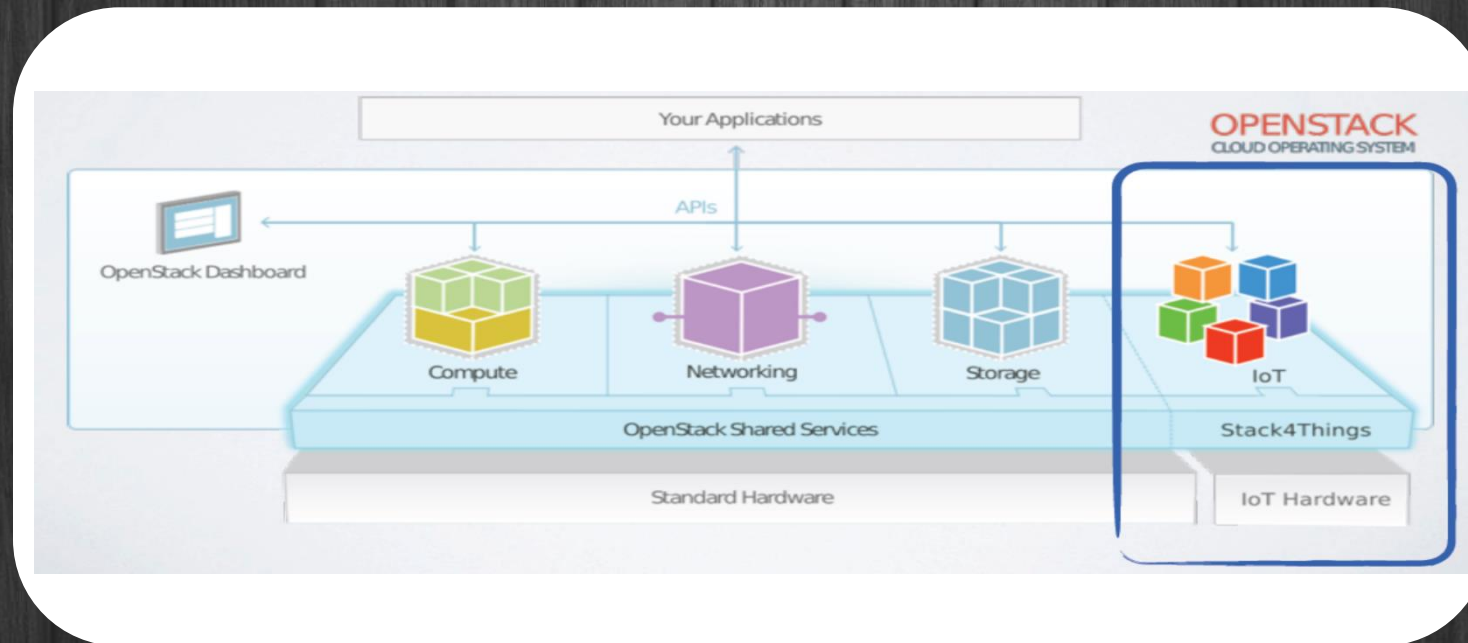 Your Applications
OPENSTACK
CLOUD OPERATING SYSTEM
APIs
OpenStack Dashboard
Compute
Networking
Storage
IoT
OpenStack Shared Services
Stack4Things
Standard Hardware
IoT Hardware